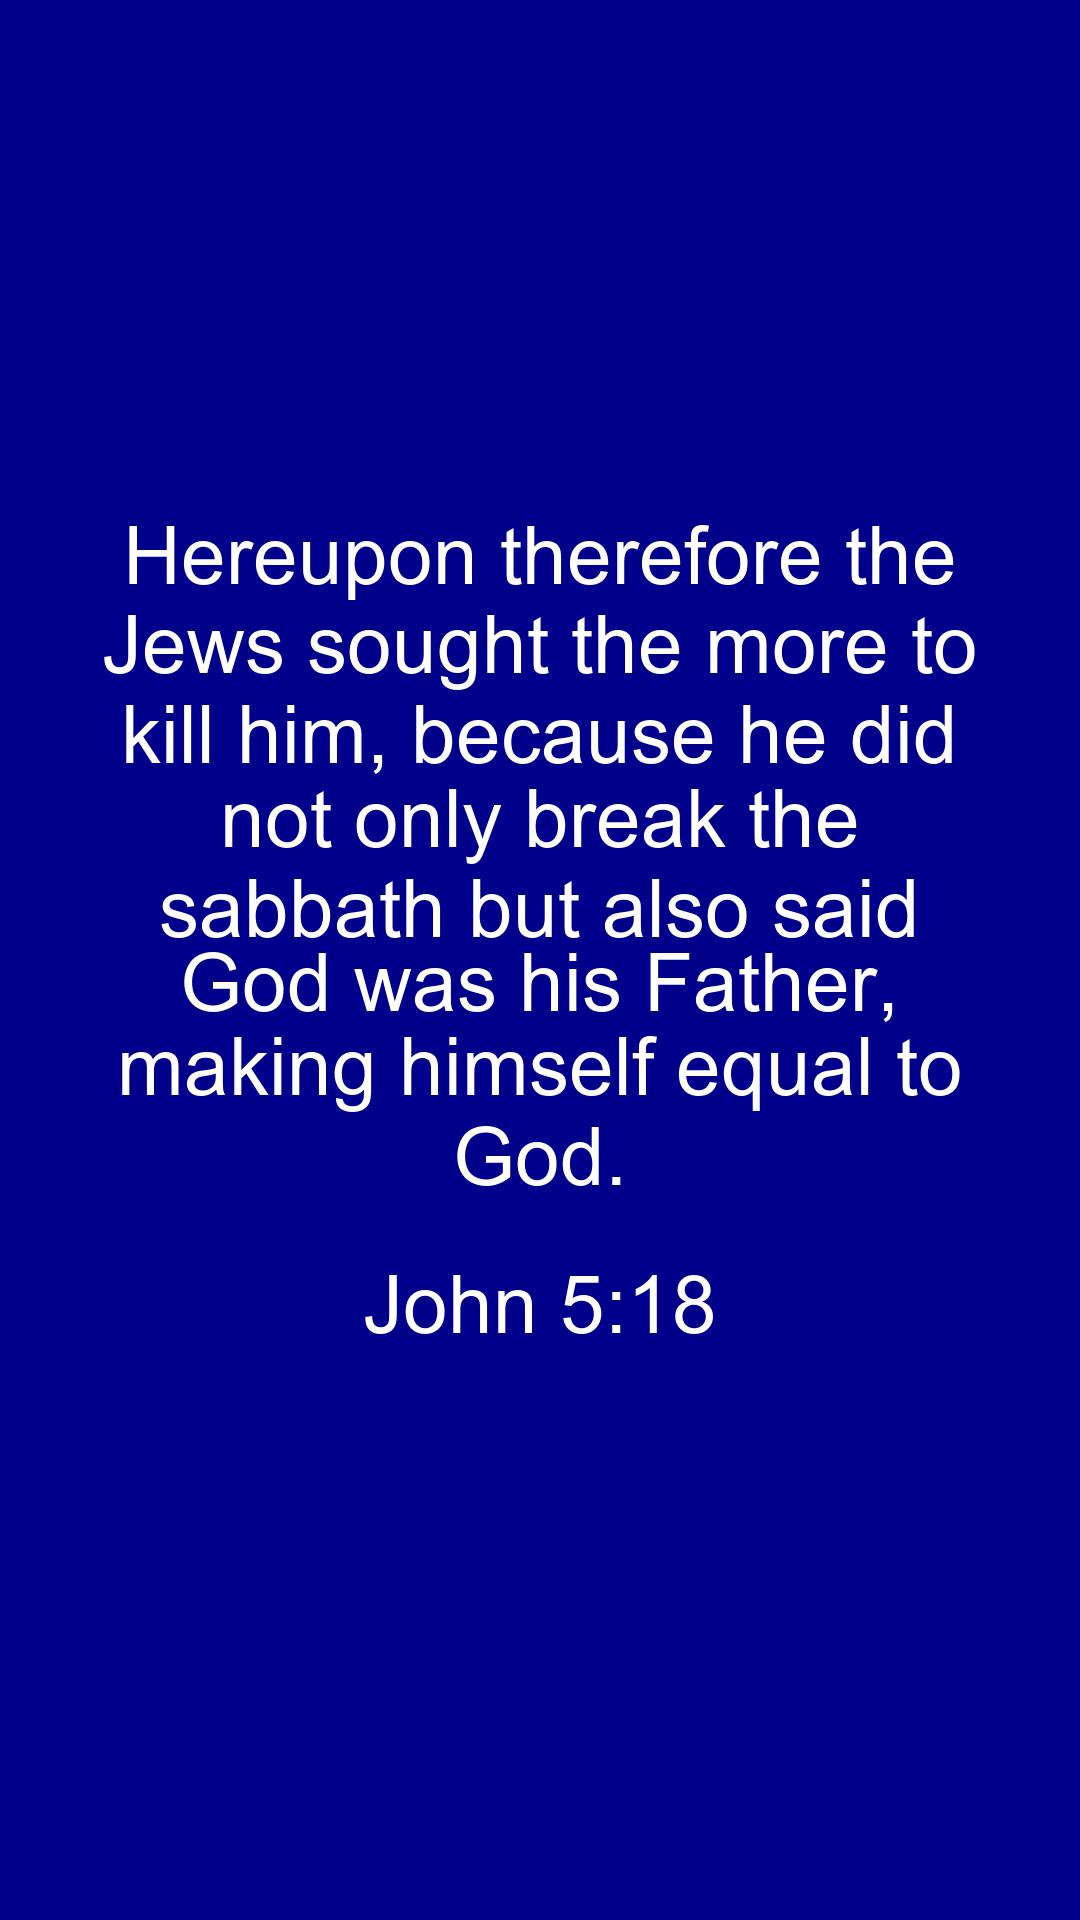 Hereupon therefore the
Jews sought the more to
kill him, because he did
not only break the
sabbath but also said
God was his Father,
making himself equal to
God.
John 5:18